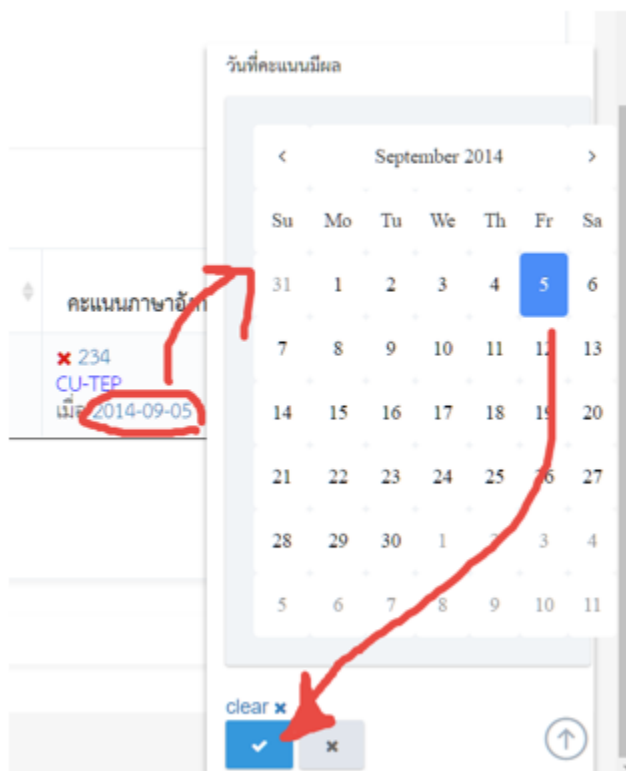 วันที่คะแนนมีผล
September 2014
Su Mo Tu We Th Fr Sa
31 1 2 3 4 5 6
7 8 9 10 11 12 13
14 15 16 17 18 19 20
21 22 23 24 25 26 27
28 29 30 1 2 3 4
5 6 7 8 9 10 11
clear
คะแนนภาษาอังก
234
CU-TEP
เมื่อ 2014-09-05